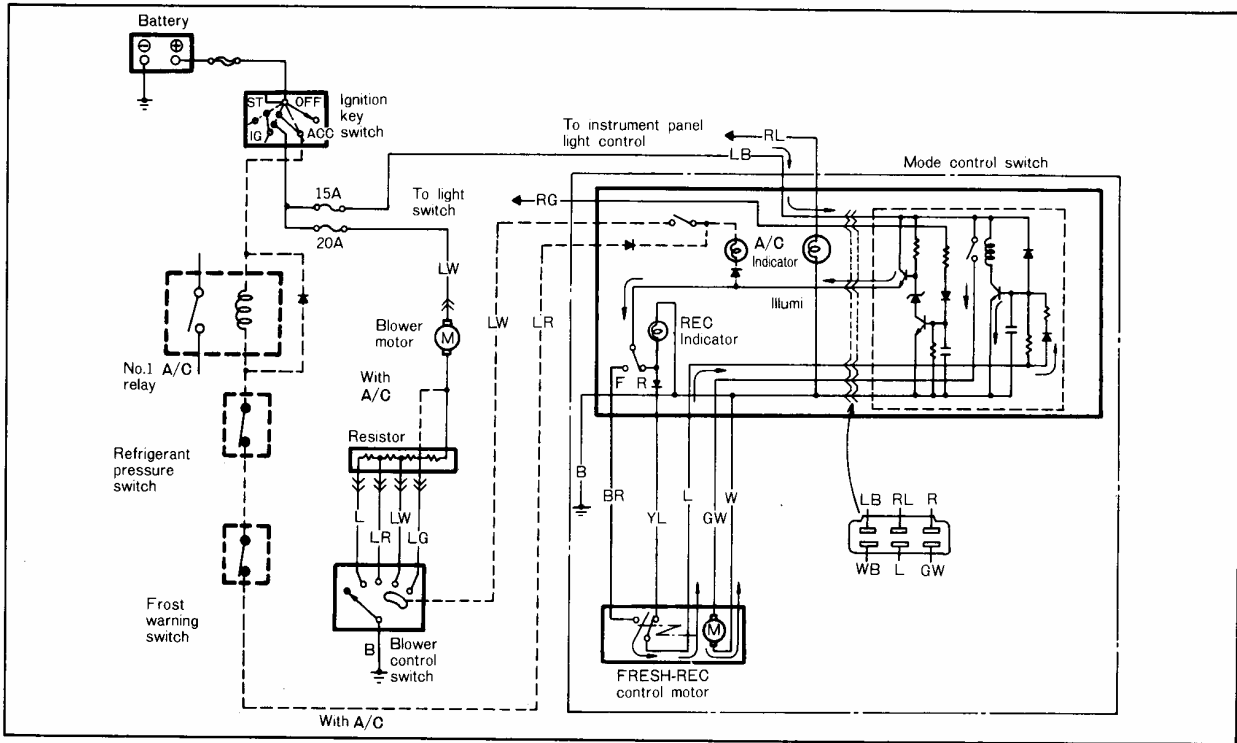 Battery
⊖ ⊕
ST OFF
IG ACC
Ignition
key
switch
To instrument panel
light control
RL
LB
Mode control switch
15A
To light
switch
RG
20A
LW
A/C
Indicator
Illumi
LW
LR
REC
Indicator
Blower
motor
M
No.1 A/C
relay
With
A/C
F R
Resistor
Refrigerant
pressure
switch
B
BR
YL
L
GW
W
L
LR
LW
LG
LB RL R
WB L GW
Frost
warning
switch
B
Blower
control
switch
M
FRESH-REC
control motor
With A/C